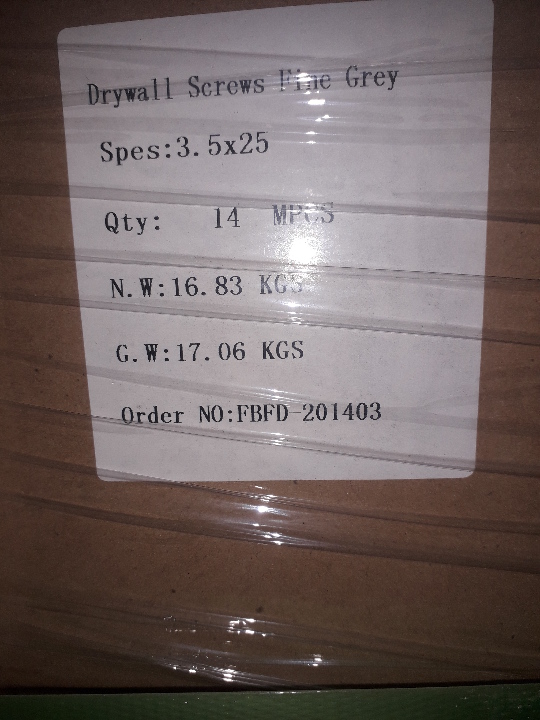 Drywall Screws Fine Grey
Spes:3.5x25
Qty: 14 MPCS
N.W:16.83 KGS
G.W:17.06 KGS
Order NO:FBFD-201403